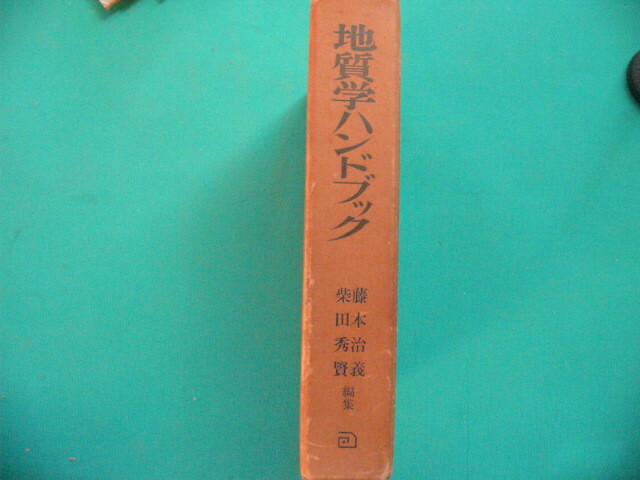 地質学ハンドブック
藤本治義
柴田秀賢
編集